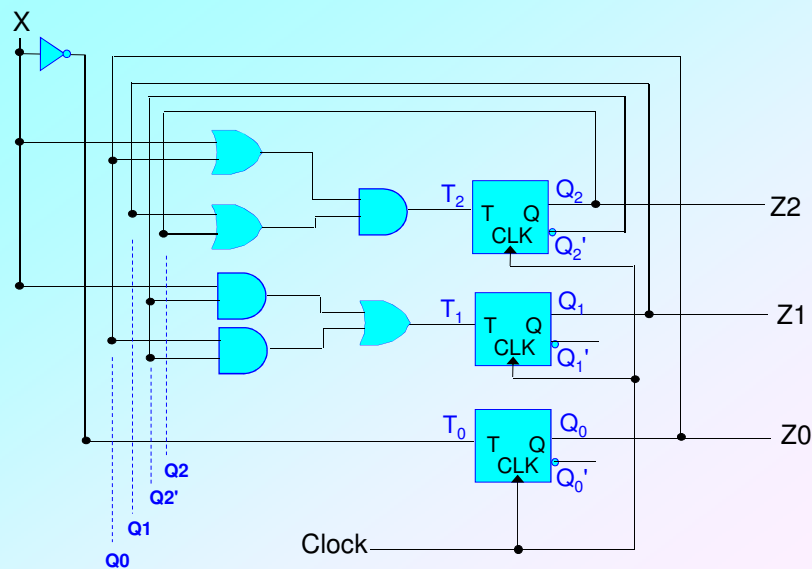 X
T₂
T Q
CLK
Q₂
Q₂'
Z2
T₁
T Q
CLK
Q₁
Q₁'
Z1
T₀
T Q
CLK
Q₀
Q₀'
Z0
Q2
Q2'
Q1
Q0
Clock